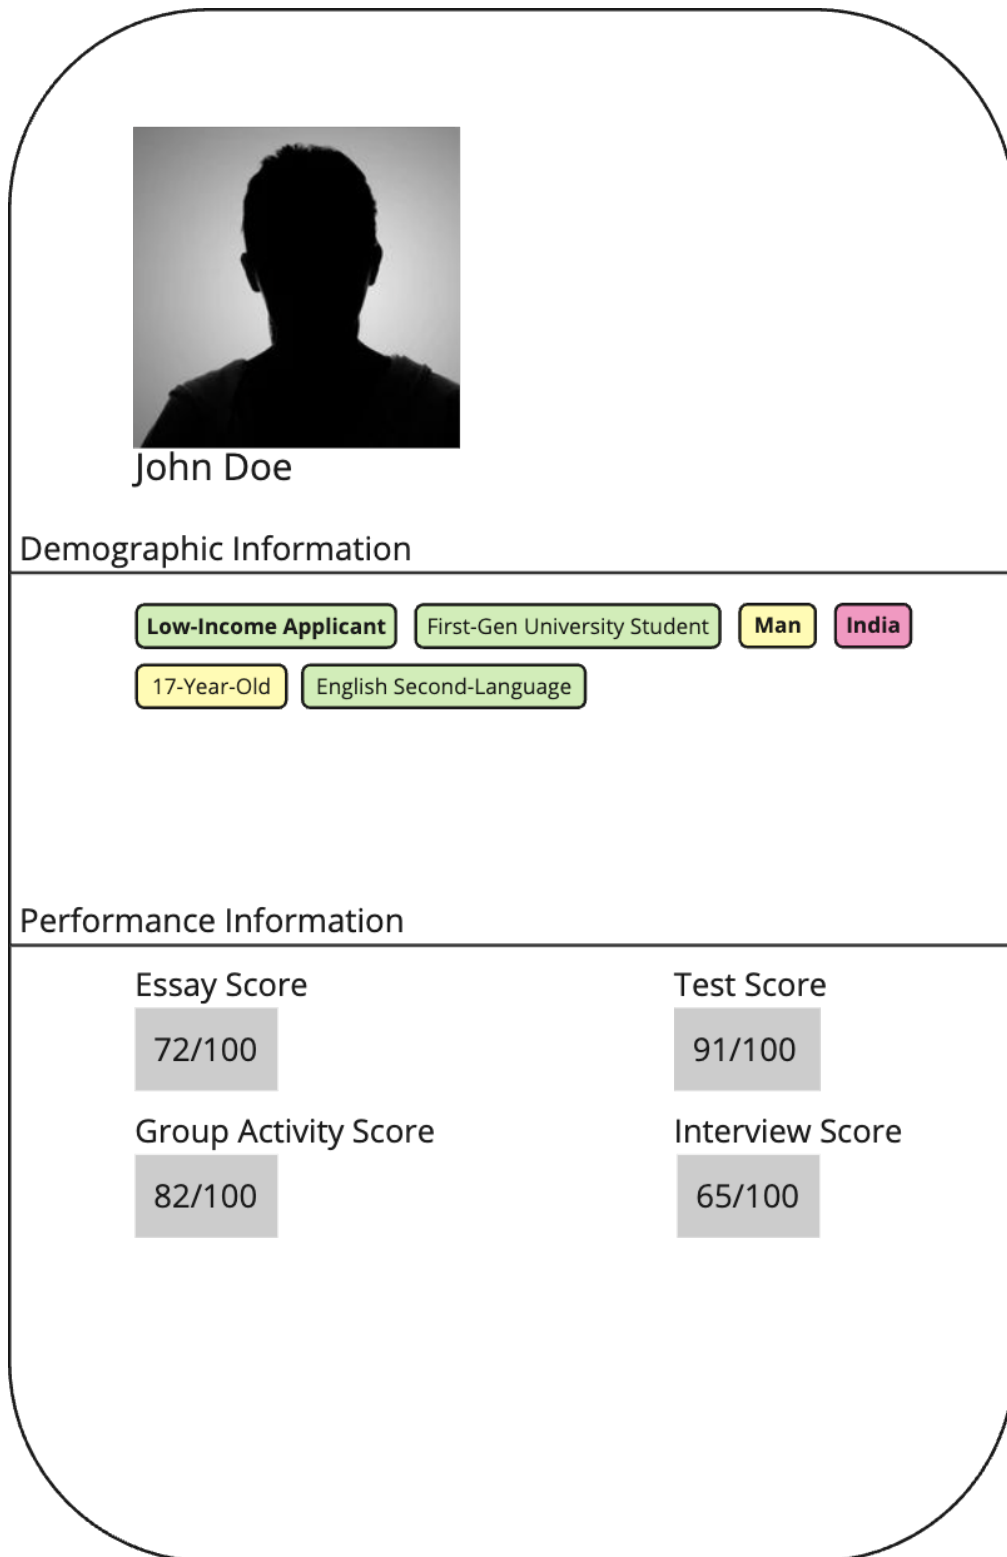 John Doe
Demographic Information
Low-Income Applicant First-Gen University Student Man India
17-Year-Old English Second-Language
Performance Information
Essay Score Test Score
72/100 91/100
Group Activity Score Interview Score
82/100 65/100